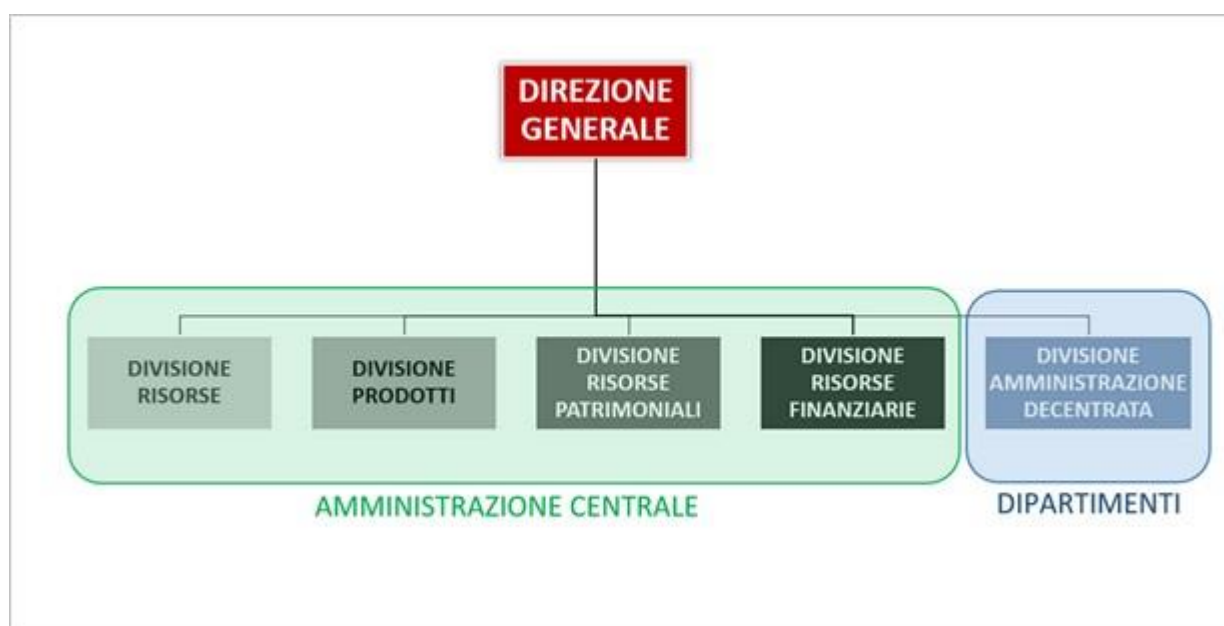 DIREZIONE
GENERALE
DIVISIONE
RISORSE
DIVISIONE
PRODOTTI
DIVISIONE
RISORSE
PATRIMONIALI
DIVISIONE
RISORSE
FINANZIARIE
DIVISIONE
AMMINISTRAZIONE
DECENTRATA
AMMINISTRAZIONE CENTRALE
DIPARTIMENTI